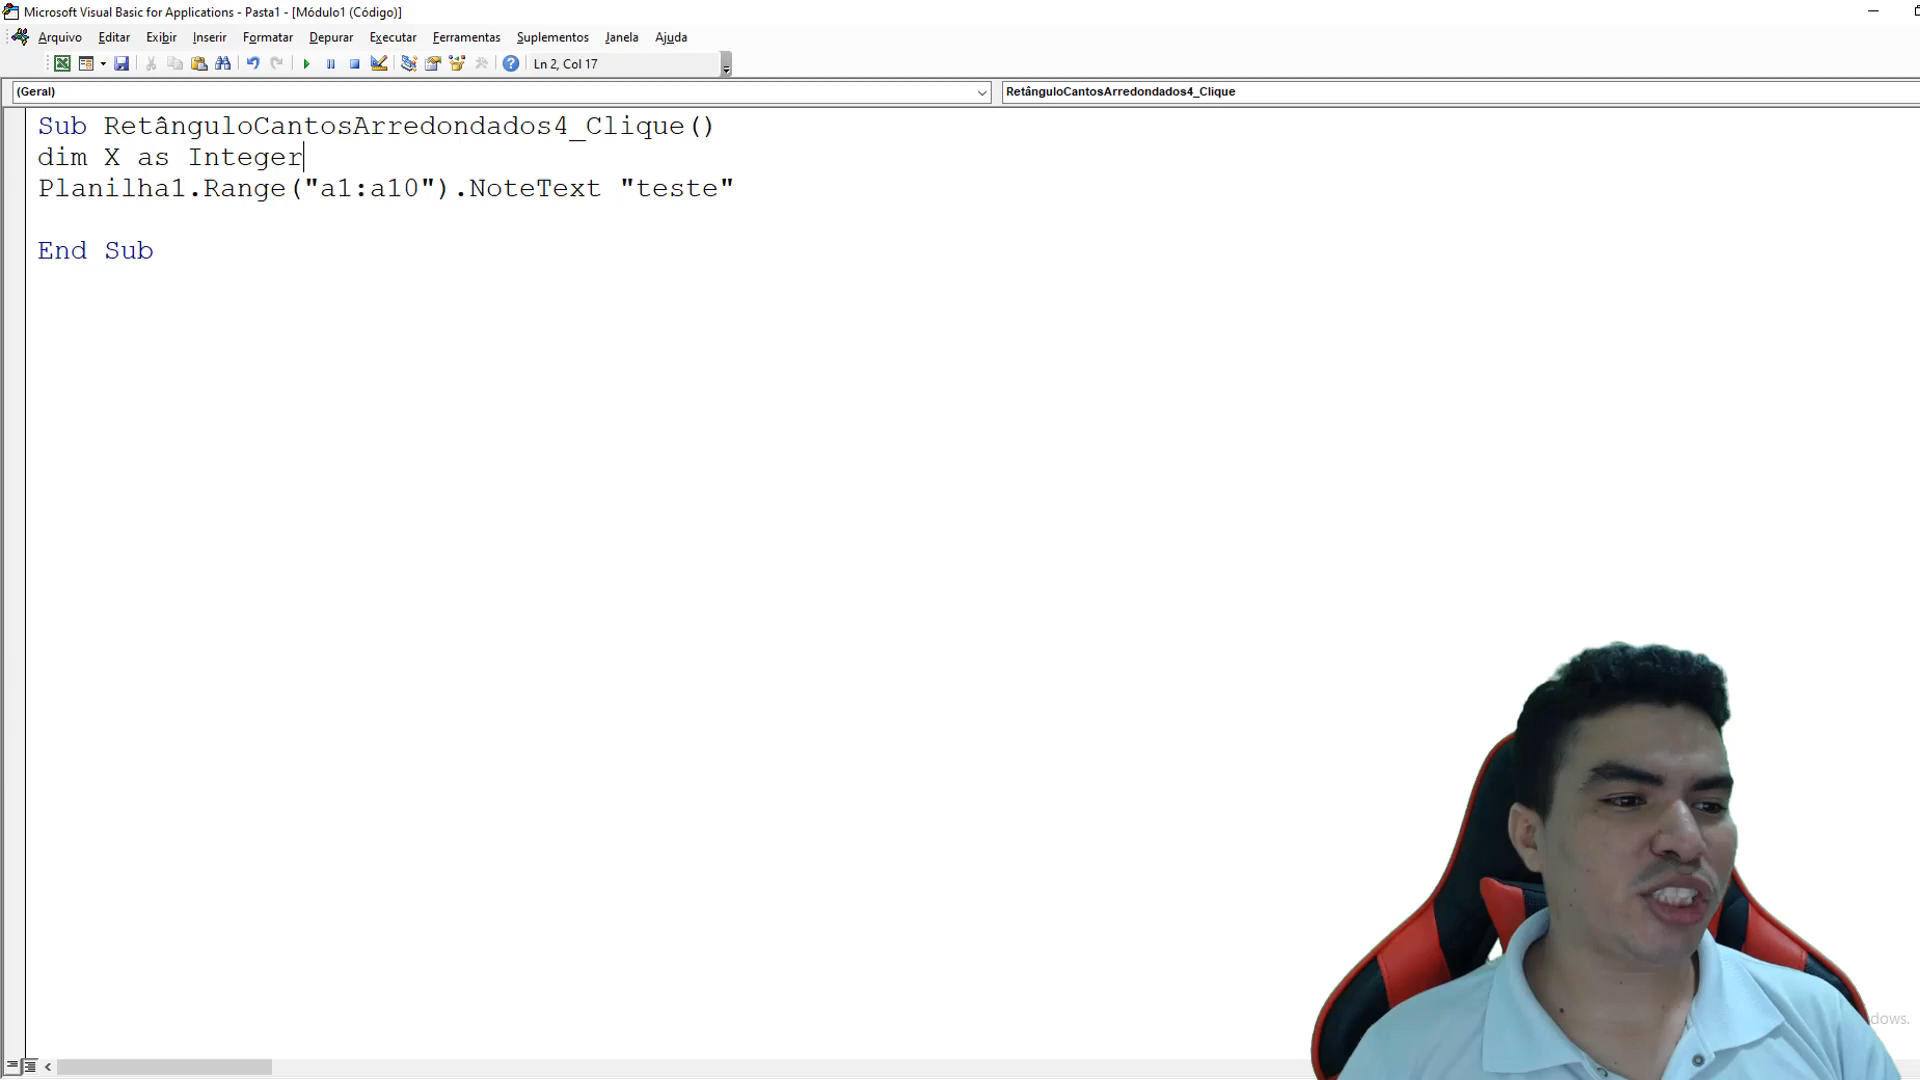 Microsoft Visual Basic for Applications - Pasta1 - [Módulo1 (Código)]
Arquivo Editar Exibir Inserir Formatar Depurar Executar Ferramentas Suplementos Janela Ajuda
Ln 2, Col 17
(Geral) RetânguloCantosArredondados4_Clique
Sub RetânguloCantosArredondados4_Clique()
dim X as Integer
Planilha1.Range("a1:a10").NoteText "teste"
End Sub
dows.